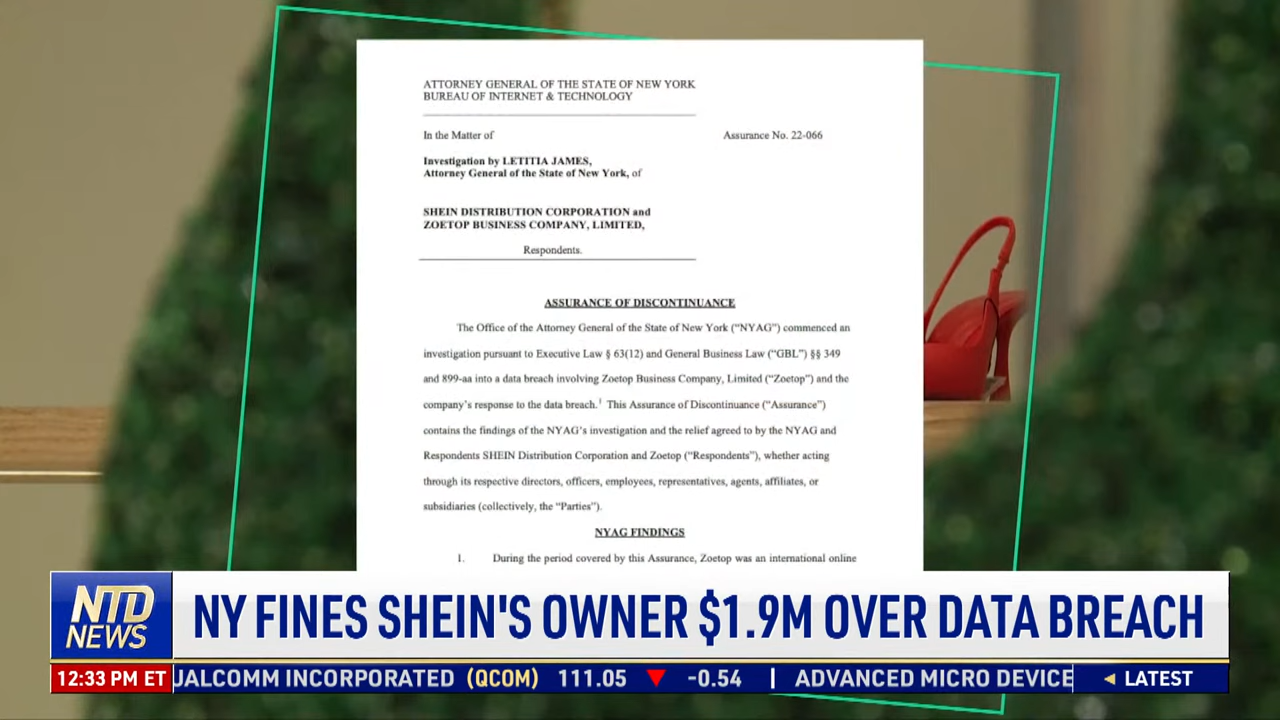 ATTORNEY GENERAL OF THE STATE OF NEW YORK
BUREAU OF INTERNET & TECHNOLOGY
In the Matter of
Assurance No. 22-066
Investigation by LETITIA JAMES,
Attorney General of the State of New York, of
SHEIN DISTRIBUTION CORPORATION and
ZOETOP BUSINESS COMPANY, LIMITED,
Respondents.
ASSURANCE OF DISCONTINUANCE
The Office of the Attorney General of the State of New York (“NYAG”) commenced an
investigation pursuant to Executive Law § 63(12) and General Business Law (“GBL”) §§ 349
and 899-aa into a data breach involving Zoetop Business Company, Limited (“Zoetop”) and the
company’s response to the data breach.1 This Assurance of Discontinuance (“Assurance”)
contains the findings of the NYAG’s investigation and the relief agreed to by the NYAG and
Respondents SHEIN Distribution Corporation and Zoetop (“Respondents”), whether acting
through its respective directors, officers, employees, representatives, agents, affiliates, or
subsidiaries (collectively, the “Parties”).
NYAG FINDINGS
1. During the period covered by this Assurance, Zoetop was an international online
NTD
NEWS
NY FINES SHEIN'S OWNER $1.9M OVER DATA BREACH
12:33 PM ET
UALCOMM INCORPORATED (QCOM) 111.05 ▼ -0.54 | ADVANCED MICRO DEVICE
◄ LATEST